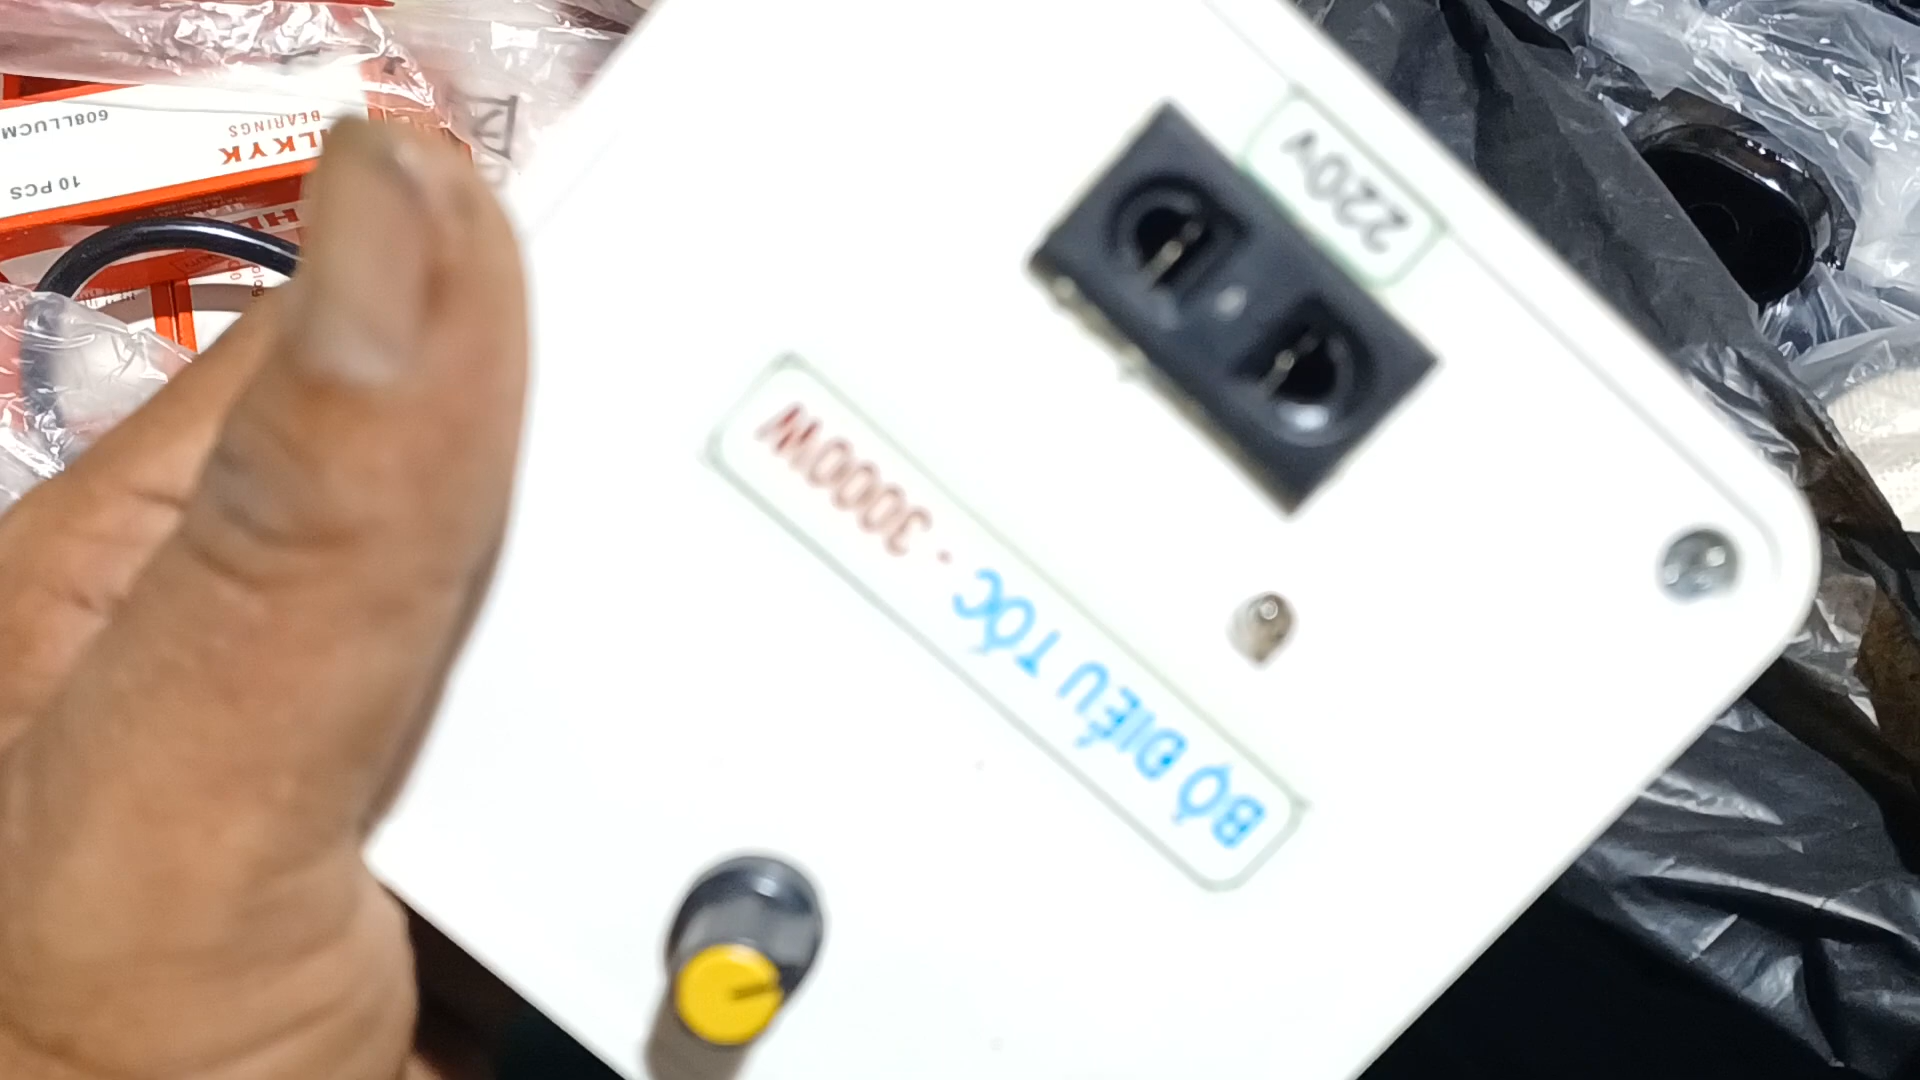 BỘ ĐIỀU TỐC - 3000W
220V
10 PCS
BEARINGS
608LLUCM